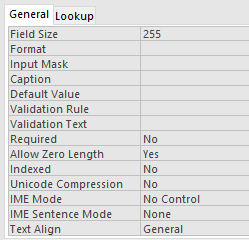 General Lookup
Field Size 255
Format
Input Mask
Caption
Default Value
Validation Rule
Validation Text
Required No
Allow Zero Length Yes
Indexed No
Unicode Compression No
IME Mode No Control
IME Sentence Mode None
Text Align General